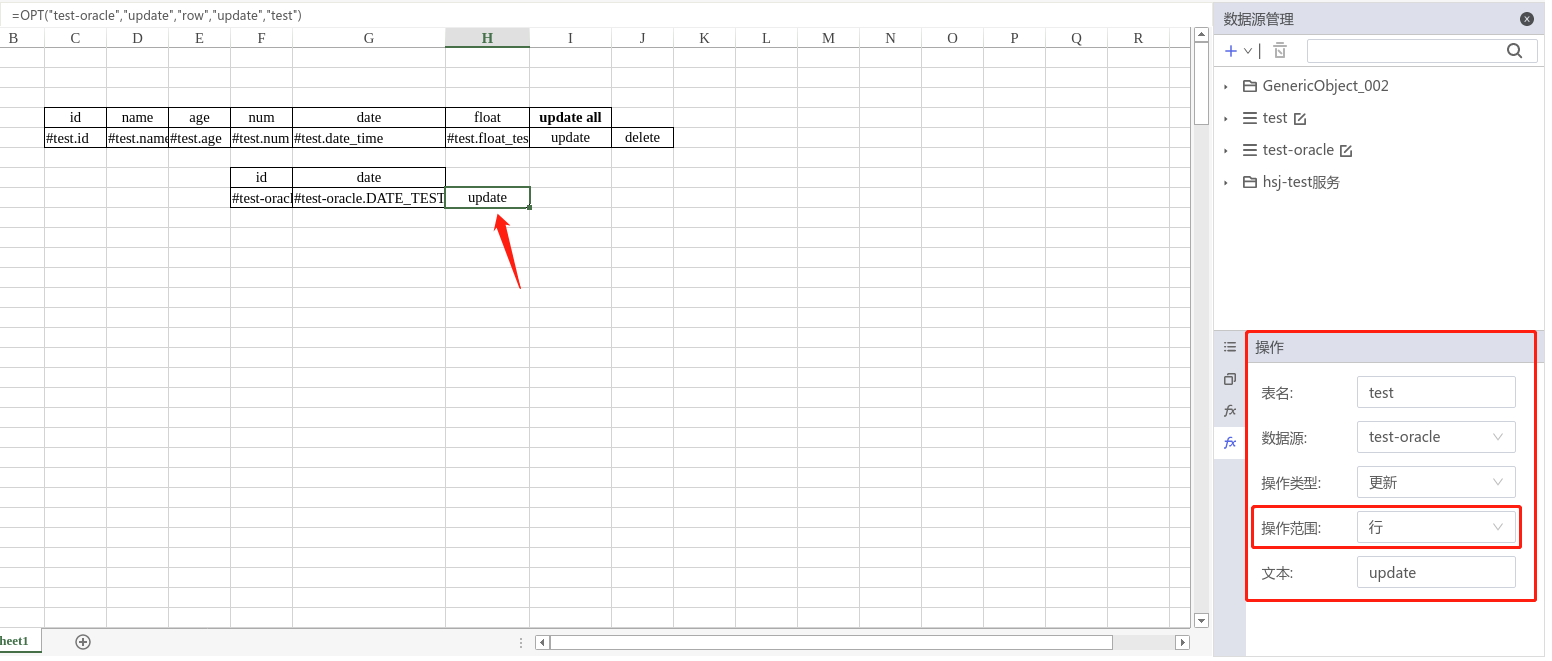 =OPT("test-oracle","update","row","update","test")
数据源管理
B C D E F G H I J K L M N O P Q R
id name age num date float update all
#test.id #test.name #test.age #test.num #test.date_time #test.float_tes update delete
id date
#test-oracl #test-oracle.DATE_TEST update
GenericObject_002
test
test-oracle
hsj-test服务
操作
表名: test
数据源: test-oracle
操作类型: 更新
操作范围: 行
文本: update
fx
fx
heet1